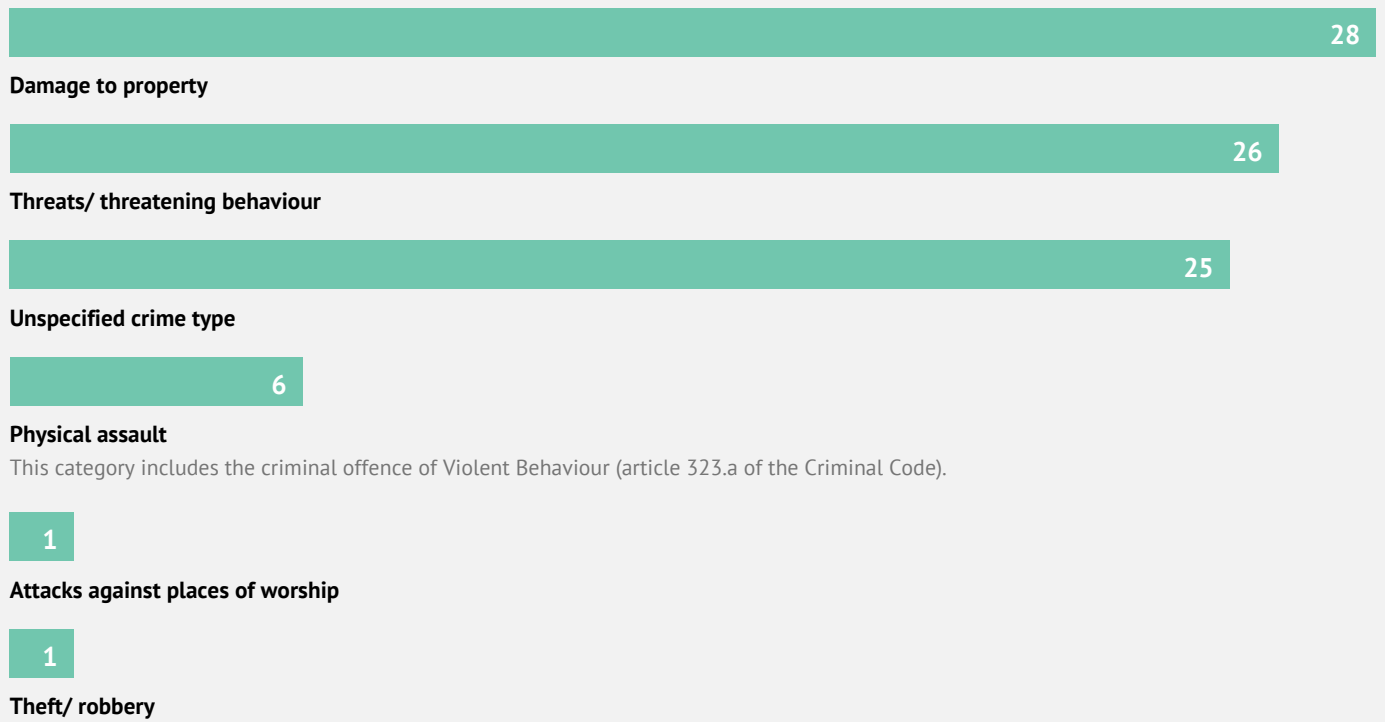 28
Damage to property
26
Threats/ threatening behaviour
25
Unspecified crime type
6
Physical assault
This category includes the criminal offence of Violent Behaviour (article 323.a of the Criminal Code).
1
Attacks against places of worship
1
Theft/ robbery